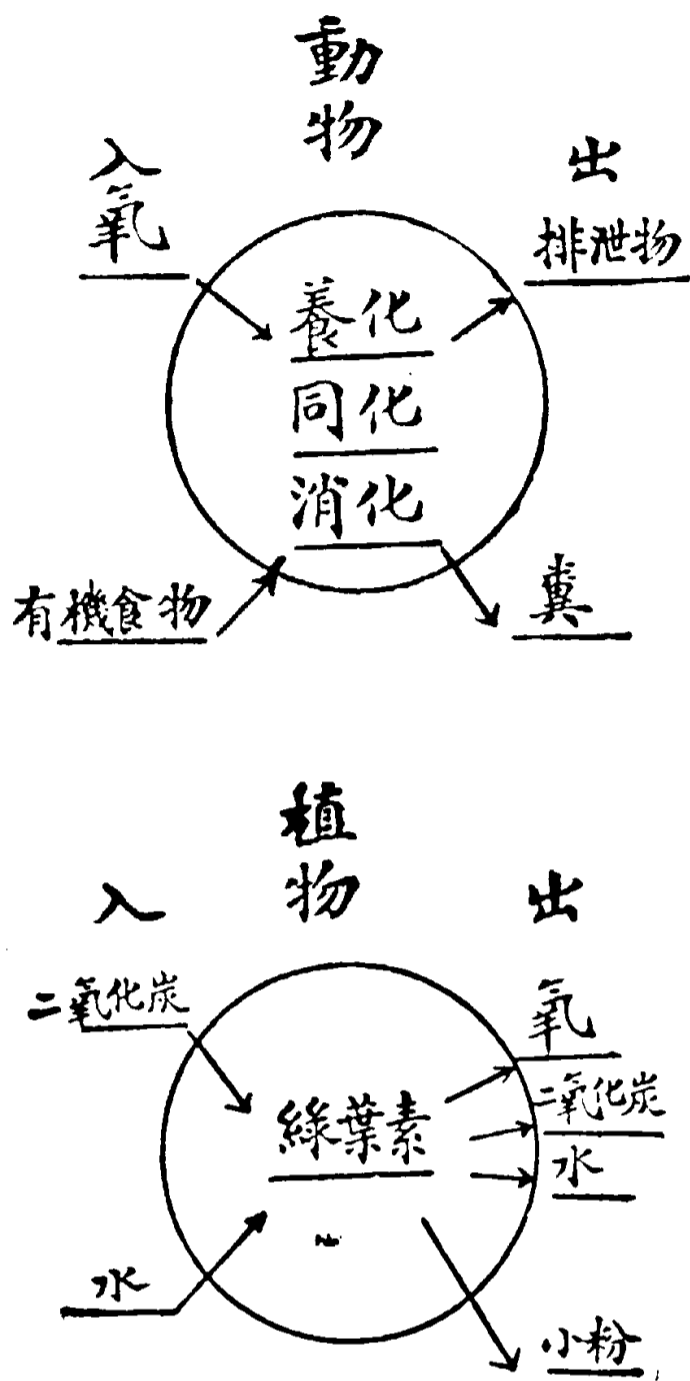 動物
入
出
氧
排泄物
養化
同化
消化
有機食物
糞
植物
入
出
二氧化炭
氧
二氧化炭
綠葉素
水
水
小粉